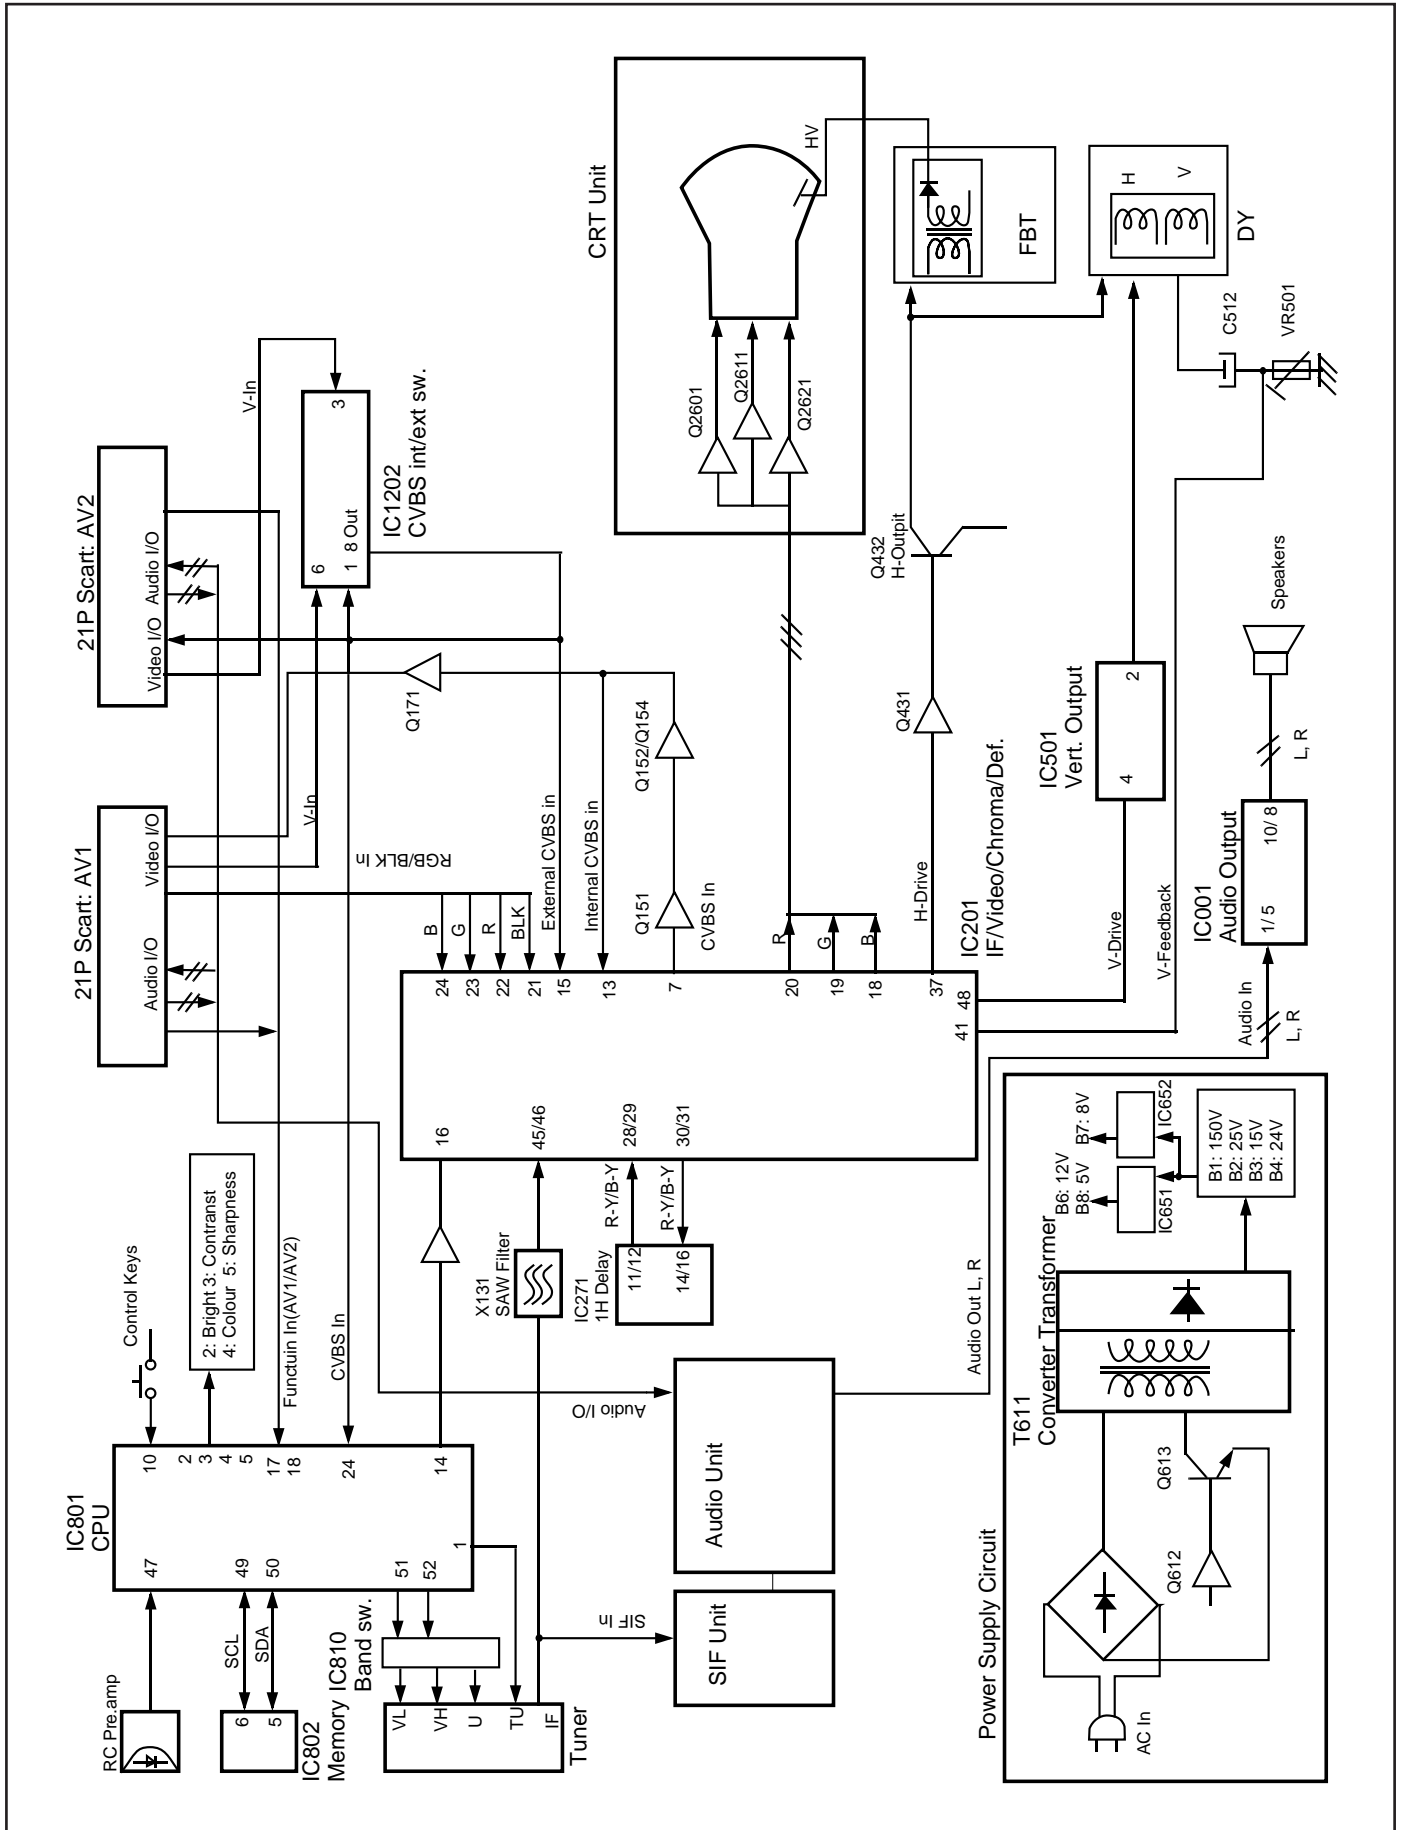 RC Pre.amp
IC801
CPU
47
49
50
51
52
1
10
2
3
4
5
17
18
24
14
SCL
SDA
6
5
IC802
Memory
IC810
Band sw.
VL
VH
U
TU
IF
Tuner
Control Keys
2: Bright 3: Contranst
4: Colour 5: Sharpness
Functuin In(AV1/AV2)
CVBS In
X131
SAW Filter
IC271
1H Delay
11/12
14/16
R-Y/B-Y
R-Y/B-Y
SIF In
SIF Unit
Audio Unit
Audio I/O
Audio Out L, R
21P Scart: AV1
Audio I/O
Video I/O
21P Scart: AV2
Video I/O
Audio I/O
V-In
V-In
RGB/BLK In
6
1
8 Out
3
IC1202
CVBS int/ext sw.
B
G
R
BLK
External CVBS in
Internal CVBS in
Q171
Q151
CVBS In
Q152/Q154
16
45/46
28/29
30/31
24
23
22
21
15
13
7
20
19
18
37
48
41
IC201
IF/Video/Chroma/Def.
R
G
B
H-Drive
Q431
Q432
H-Outpit
V-Drive
V-Feedback
IC501
Vert. Output
4
2
CRT Unit
Q2601
Q2611
Q2621
HV
FBT
H
V
DY
C512
VR501
Audio In
L, R
IC001
Audio Output
1/ 5
10/ 8
L, R
Speakers
Power Supply Circuit
AC In
Q612
Q613
T611
Converter Transformer
B6: 12V
B8: 5V
B7: 8V
IC651
IC652
B1: 150V
B2: 25V
B3: 15V
B4: 24V